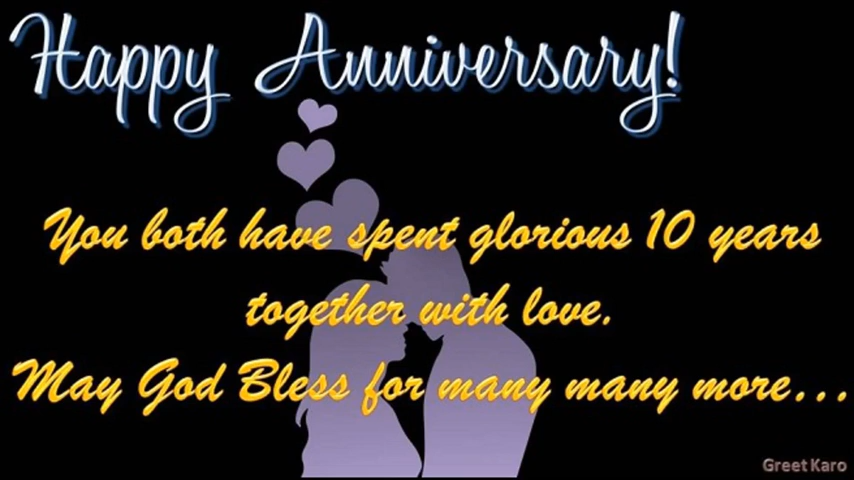 Happy Anniversary!
You both have spent glorious 10 years
together with love.
May God Bless for many many more...
Greet Karo